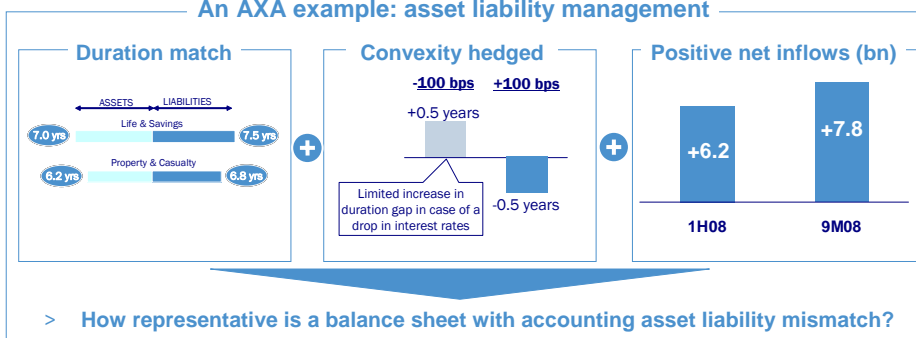 An AXA example: asset liability management
Duration match
ASSETS LIABILITIES
Life & Savings
7.0 yrs 7.5 yrs
Property & Casualty
6.2 yrs 6.8 yrs
+
Convexity hedged
-100 bps +100 bps
+0.5 years
-0.5 years
Limited increase in
duration gap in case of a
drop in interest rates
+
Positive net inflows (bn)
+6.2 +7.8
1H08 9M08
> How representative is a balance sheet with accounting asset liability mismatch?